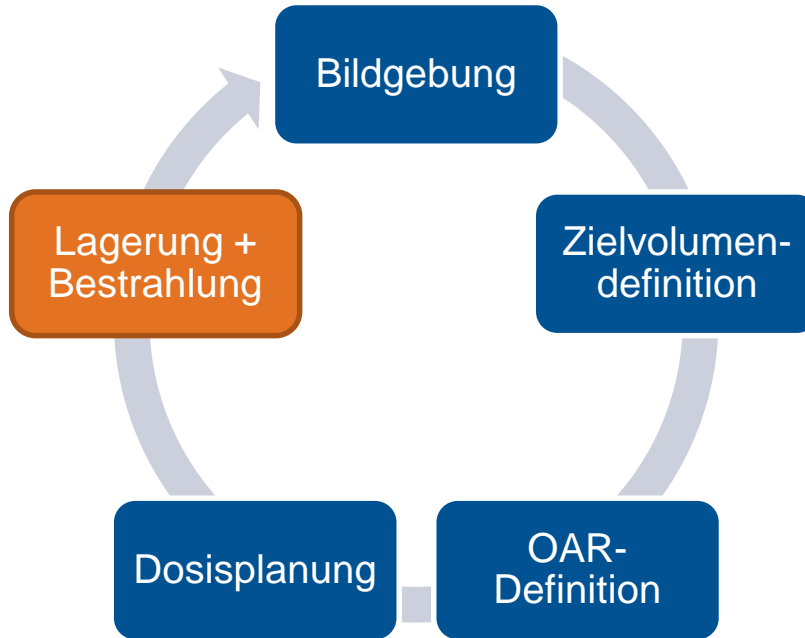 Bildgebung
Zielvolumen-
definition
OAR-
Definition
Dosisplanung
Lagerung +
Bestrahlung